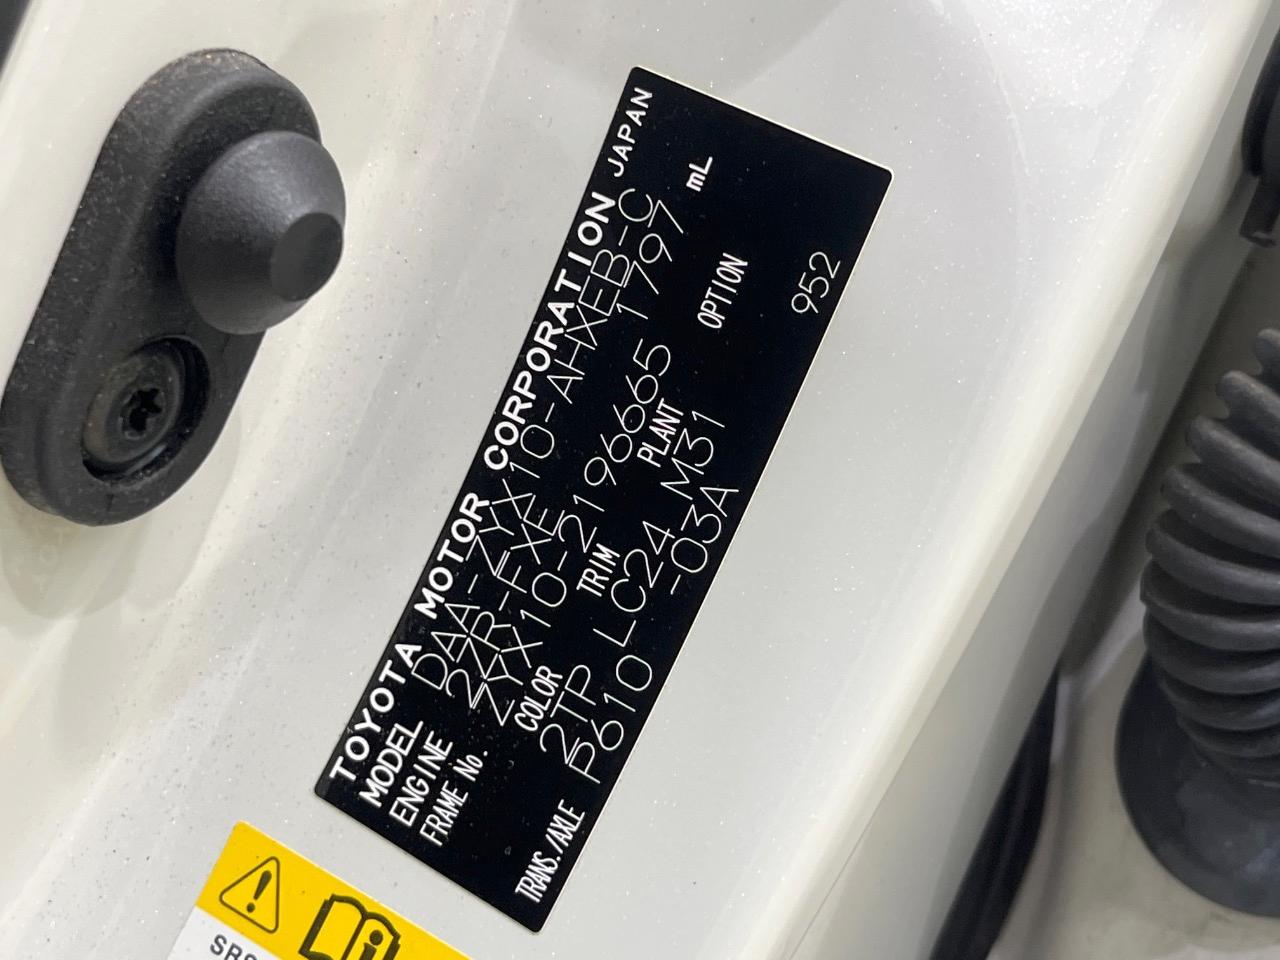 TOYOTA MOTOR CORPORATION JAPAN
MODEL DAA-ZYX10-AHXEB-C
ENGINE 2ZR-FXE 1797 mL
FRAME No. ZYX10-2196665
COLOR TRIM PLANT OPTION
2TP LC24 M31
TRANS./AXLE P610 -03A 952
SRS